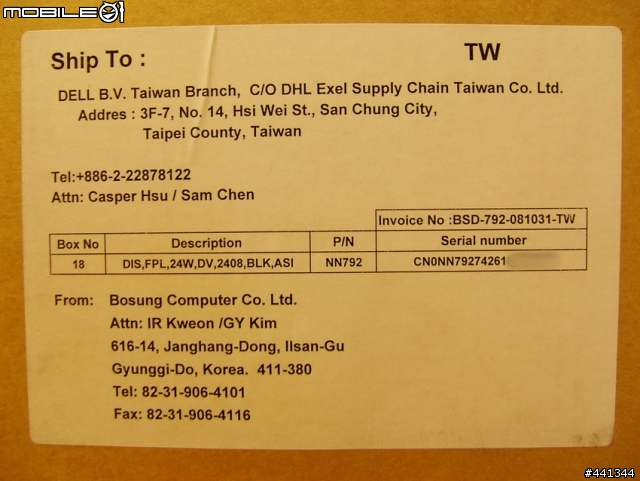 MOBILE01
Ship To :
TW
DELL B.V. Taiwan Branch, C/O DHL Exel Supply Chain Taiwan Co. Ltd.
Addres : 3F-7, No. 14, Hsi Wei St., San Chung City,
Taipei County, Taiwan
Tel:+886-2-22878122
Attn: Casper Hsu / Sam Chen
Invoice No :BSD-792-081031-TW
Box No Description P/N Serial number
18 DIS,FPL,24W,DV,2408,BLK,ASI NN792 CN0NN79274261
From: Bosung Computer Co. Ltd.
Attn: IR Kweon /GY Kim
616-14, Janghang-Dong, Ilsan-Gu
Gyunggi-Do, Korea. 411-380
Tel: 82-31-906-4101
Fax: 82-31-906-4116
#441344